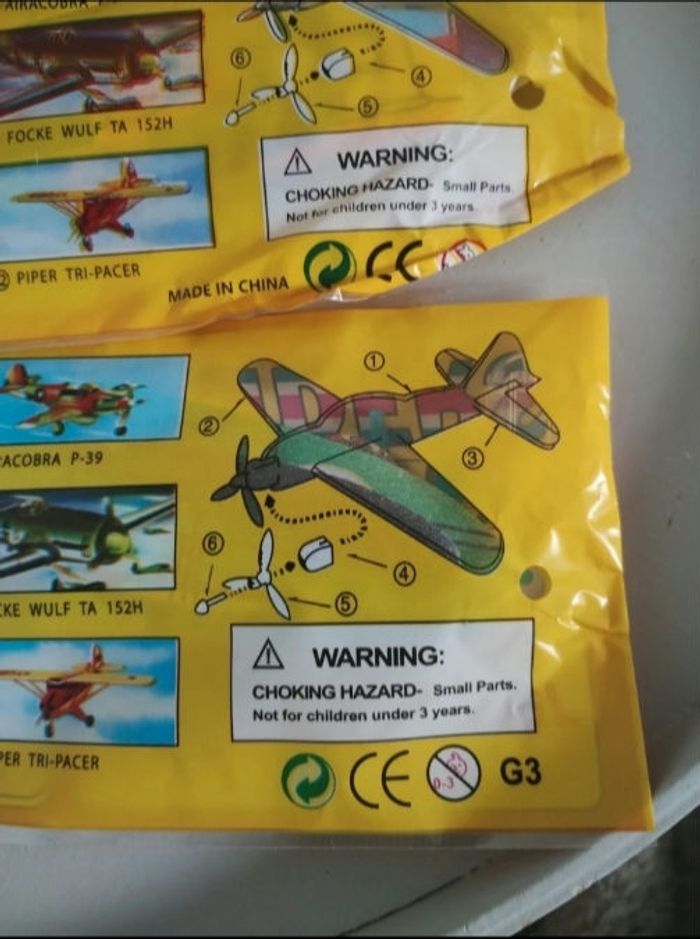 AIRACOBRA P-
FOCKE WULF TA 152H
② PIPER TRI-PACER
⑥
④
⑤
WARNING:
CHOKING HAZARD- Small Parts.
Not for children under 3 years.
MADE IN CHINA
CE
ACOBRA P-39
CKE WULF TA 152H
PER TRI-PACER
①
②
③
⑥
④
⑤
WARNING:
CHOKING HAZARD- Small Parts.
Not for children under 3 years.
CE 0-3 G3